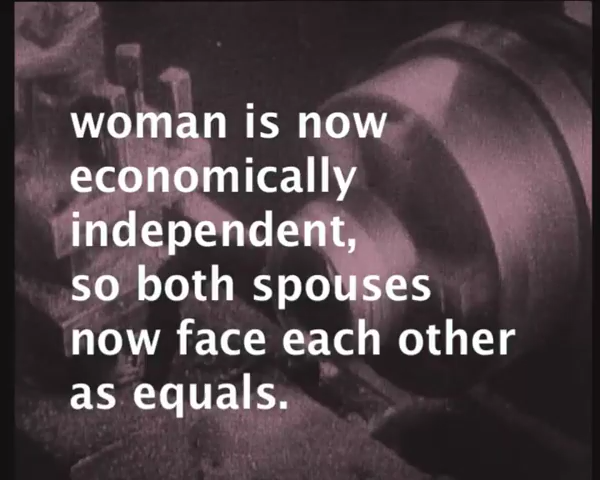 woman is now
economically
independent,
so both spouses
now face each other
as equals.